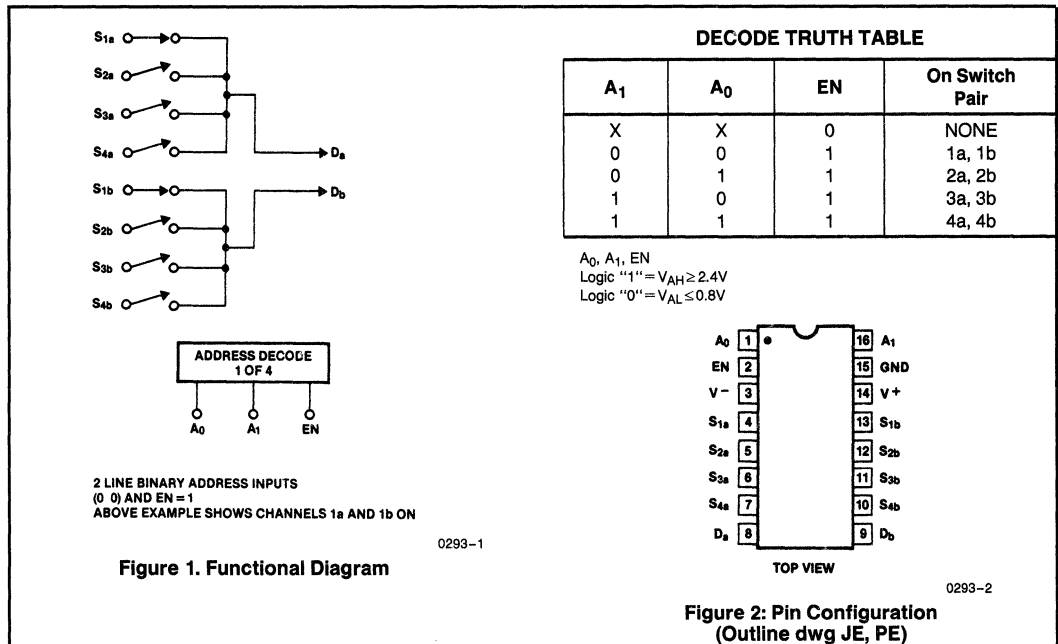 S1a
S2a
S3a
S4a
Da
S1b
Db
S2b
S3b
S4b
ADDRESS DECODE
1 OF 4
A0 A1 EN
2 LINE BINARY ADDRESS INPUTS
(0 0) AND EN = 1
ABOVE EXAMPLE SHOWS CHANNELS 1a AND 1b ON
0293-1
Figure 1. Functional Diagram
DECODE TRUTH TABLE
A1 A0 EN On Switch Pair
X X 0 NONE
0 0 1 1a, 1b
0 1 1 2a, 2b
1 0 1 3a, 3b
1 1 1 4a, 4b
A0, A1, EN
Logic "1" = VAH ≥ 2.4V
Logic "0" = VAL ≤ 0.8V
A0 1 16 A1
EN 2 15 GND
V- 3 14 V+
S1a 4 13 S1b
S2a 5 12 S2b
S3a 6 11 S3b
S4a 7 10 S4b
Da 8 9 Db
TOP VIEW
0293-2
Figure 2: Pin Configuration
(Outline dwg JE, PE)